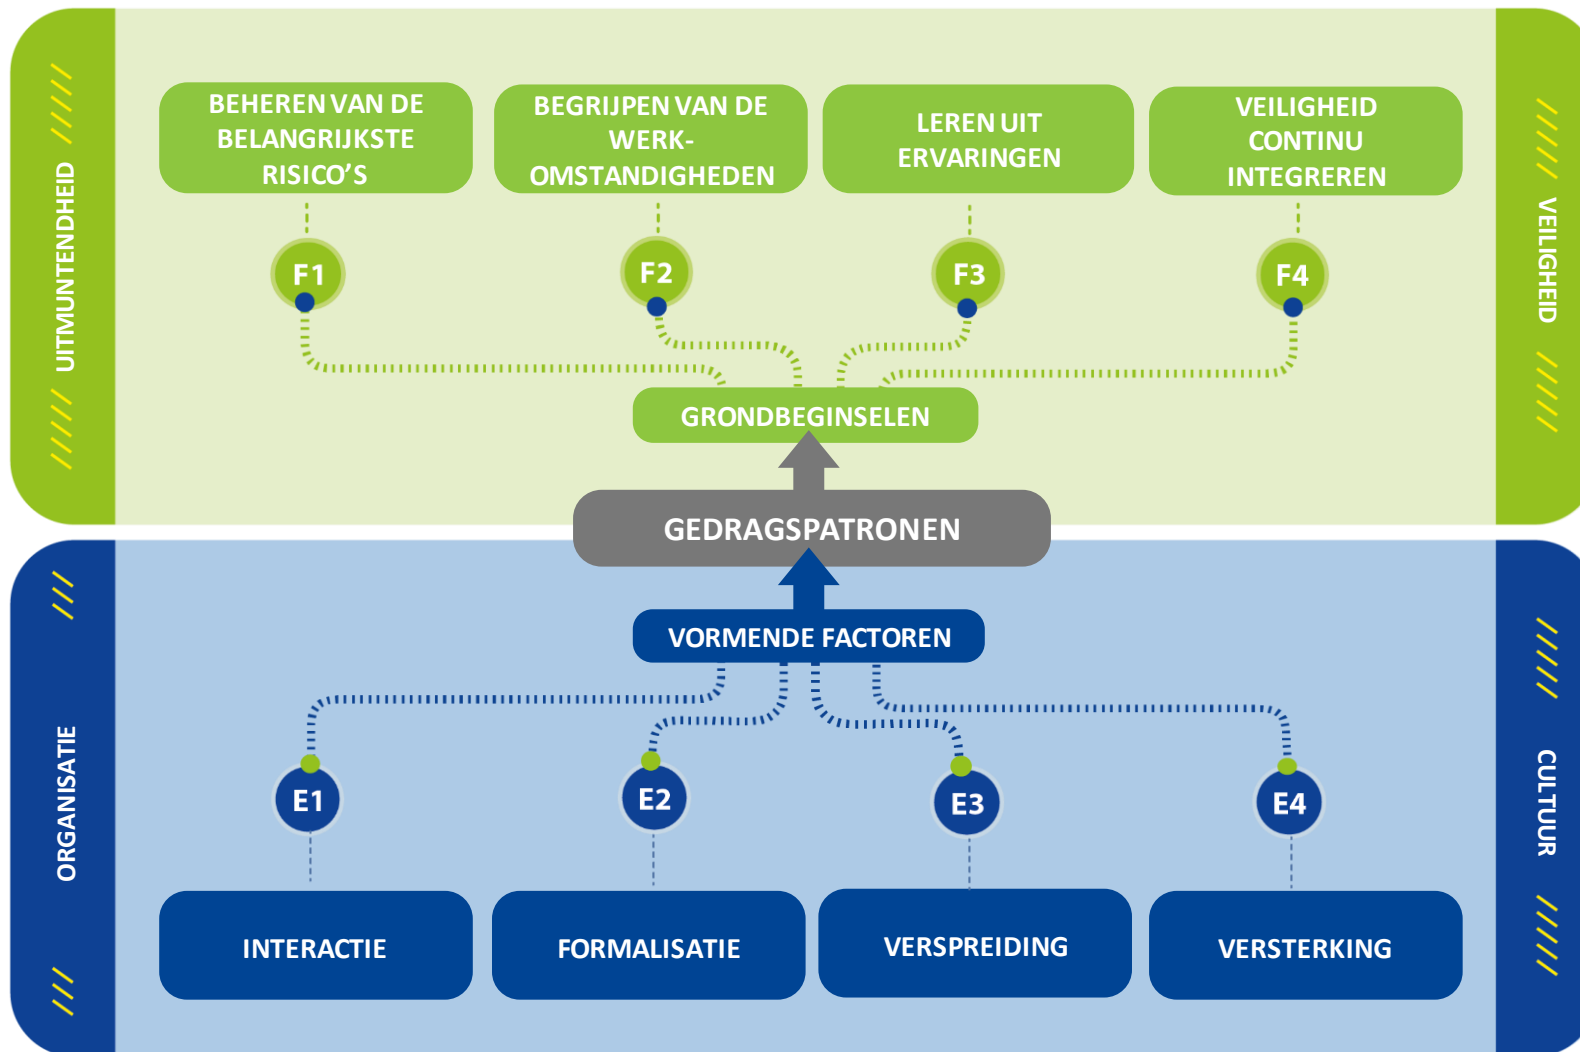 UITMUNTENDHEID
BEHEREN VAN DE
BELANGRIJKSTE
RISICO’S
BEGRIJPEN VAN DE
WERK-
OMSTANDIGHEDEN
LEREN UIT
ERVARINGEN
VEILIGHEID
CONTINU
INTEGREREN
VEILIGHEID
F1
F2
F3
F4
GRONDBEGINSELEN
GEDRAGSPATRONEN
VORMENDE FACTOREN
ORGANISATIE
E1
E2
E3
E4
CULTUUR
INTERACTIE
FORMALISATIE
VERSPREIDING
VERSTERKING